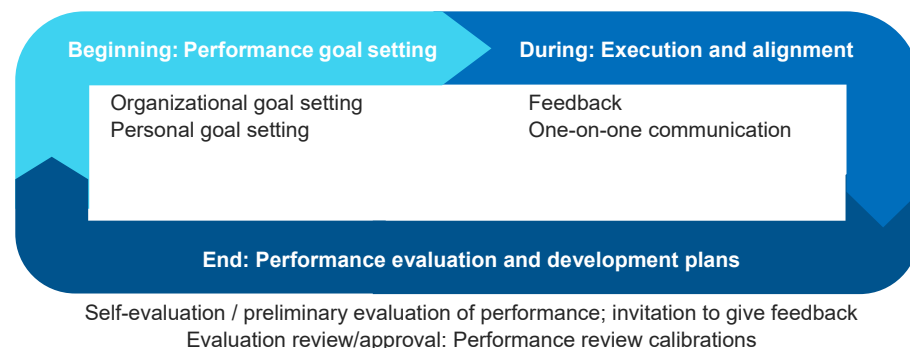 Beginning: Performance goal setting
During: Execution and alignment
Organizational goal setting
Personal goal setting
Feedback
One-on-one communication
End: Performance evaluation and development plans
Self-evaluation / preliminary evaluation of performance; invitation to give feedback
Evaluation review/approval: Performance review calibrations